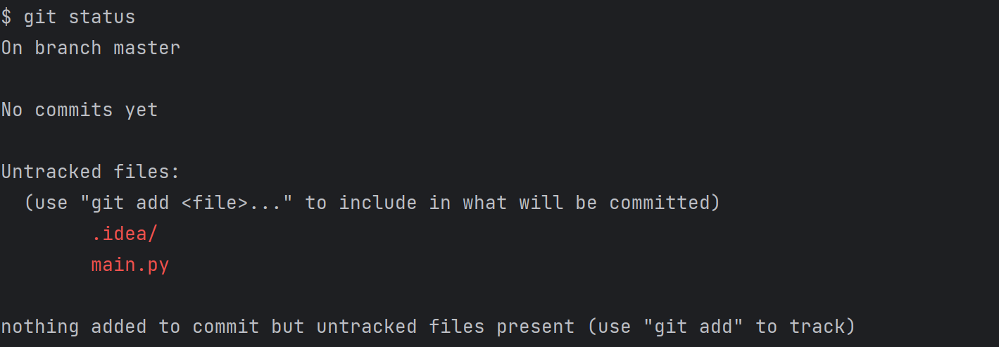 $ git status
On branch master
No commits yet
Untracked files:
(use "git add <file>..." to include in what will be committed)
.idea/
main.py
nothing added to commit but untracked files present (use "git add" to track)